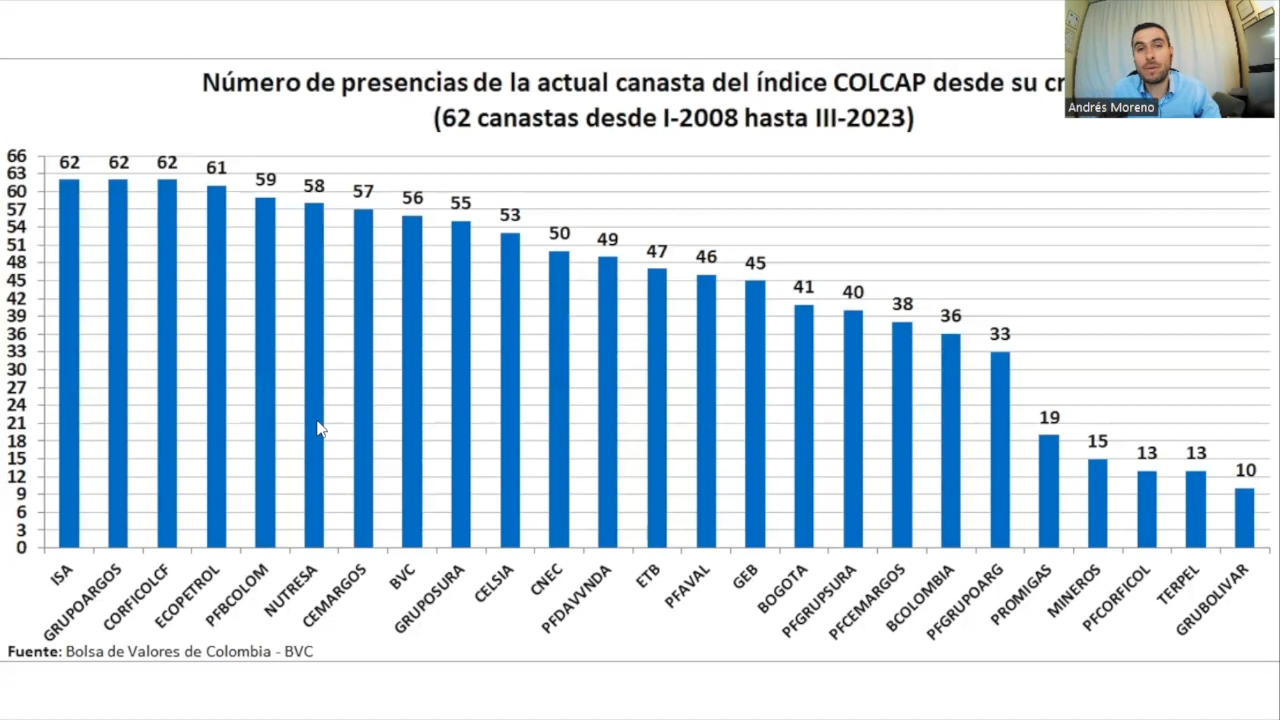 Número de presencias de la actual canasta del índice COLCAP desde su
(62 canastas desde I-2008 hasta III-2023)
Andrés Moreno
66
63
60
57
54
51
48
45
42
39
36
33
30
27
24
21
18
15
12
9
6
3
0
62
62
62
61
59
58
57
56
55
53
50
49
47
46
45
41
40
38
36
33
19
15
13
13
10
ISA
GRUPOARGOS
CORFICOLCF
ECOPETROL
PFBCOLOM
NUTRESA
CEMARGOS
BVC
GRUPOSURA
CELSIA
CNEC
PFDAVVNDA
ETB
PFAVAL
GEB
BOGOTA
PFGRUPSURA
PFCEMARGOS
BCOLOMBIA
PFGRUPOARG
PROMIGAS
MINEROS
PFCORFICOL
TERPEL
GRUBOLIVAR
Fuente: Bolsa de Valores de Colombia - BVC